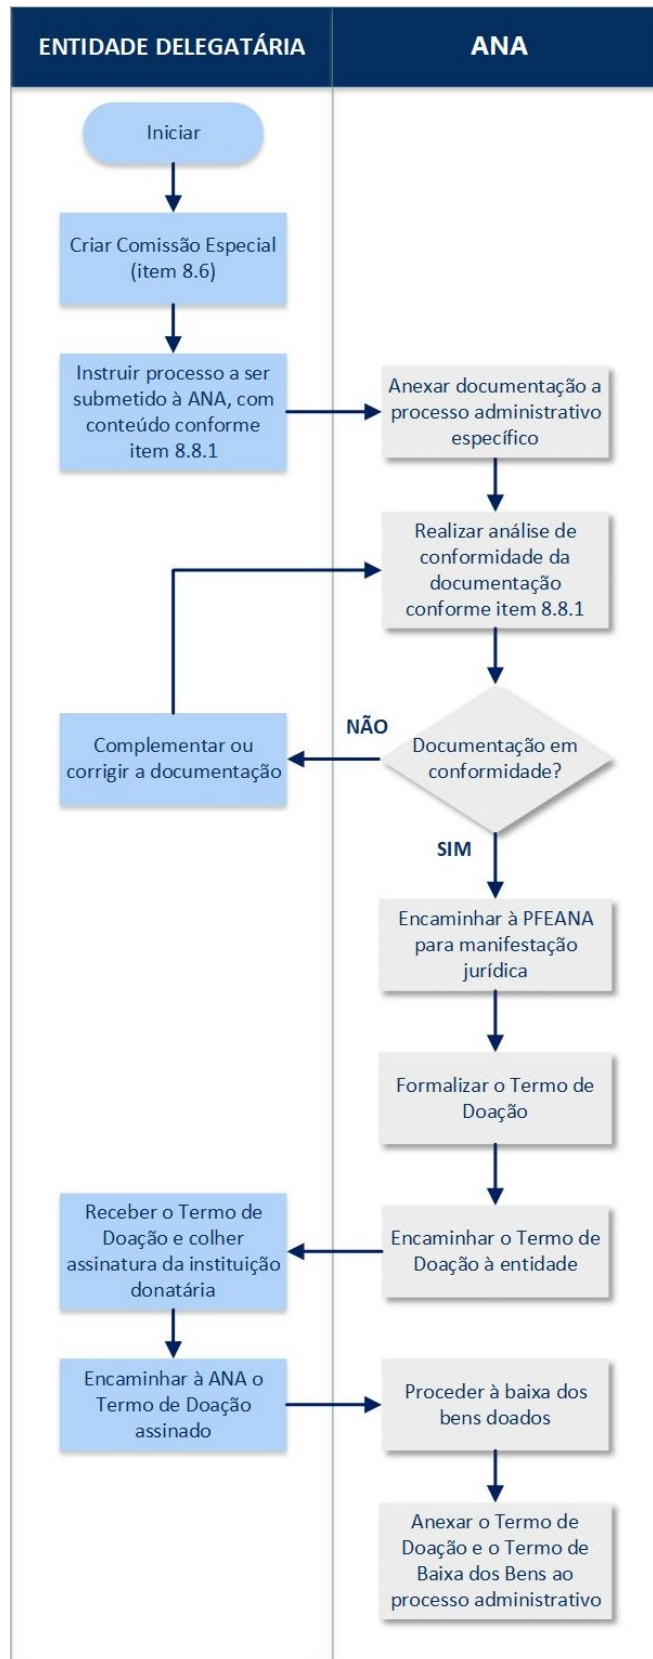 ENTIDADE DELEGATÁRIA
ANA
Iniciar
Criar Comissão Especial
(item 8.6)
Instruir processo a ser
submetido à ANA, com
conteúdo conforme
item 8.8.1
Anexar documentação a
processo administrativo
específico
Realizar análise de
conformidade da
documentação
conforme item 8.8.1
Documentação em
conformidade?
NÃO
Complementar ou
corrigir a documentação
SIM
Encaminhar à PFEANA
para manifestação
jurídica
Formalizar o Termo de
Doação
Encaminhar o Termo de
Doação à entidade
Receber o Termo de
Doação e colher
assinatura da instituição
donatária
Encaminhar à ANA o
Termo de Doação
assinado
Proceder à baixa dos
bens doados
Anexar o Termo de
Doação e o Termo de
Baixa dos Bens ao
processo administrativo